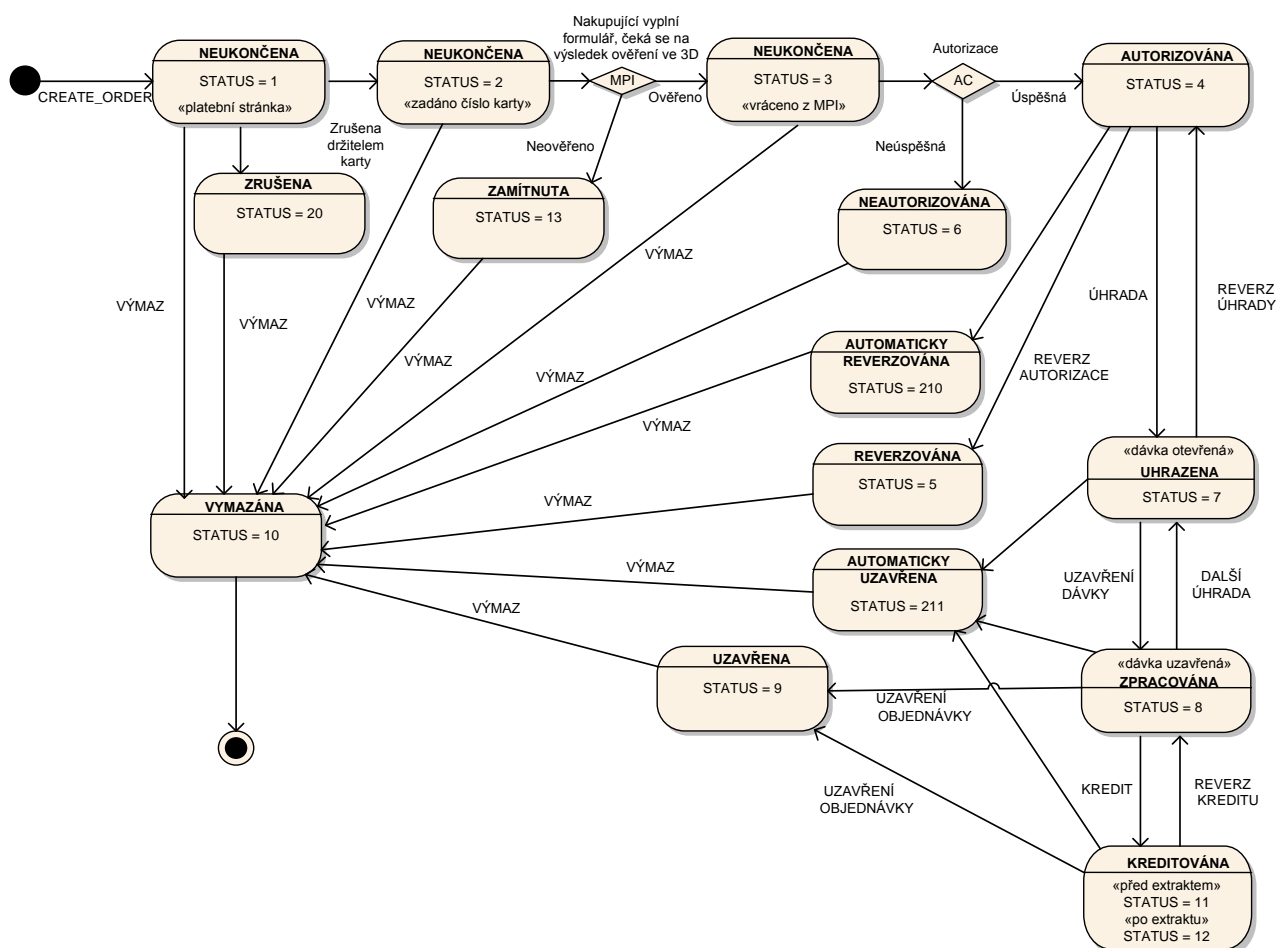 Nakupující vyplní
formulář, čeká se na
výsledek ověření ve 3D
CREATE_ORDER
NEUKONČENA
STATUS = 1
«platební stránka»
NEUKONČENA
STATUS = 2
«zadáno číslo karty»
MPI
Ověřeno
NEUKONČENA
STATUS = 3
«vráceno z MPI»
Autorizace
AC
Úspěšná
AUTORIZOVÁNA
STATUS = 4
Zrušena
držitelem
karty
Neověřeno
Neúspěšná
ZRUŠENA
STATUS = 20
ZAMÍTNUTA
STATUS = 13
NEAUTORIZOVÁNA
STATUS = 6
VÝMAZ
VÝMAZ
VÝMAZ
VÝMAZ
VÝMAZ
VÝMAZ
VÝMAZ
VÝMAZ
VÝMAZ
VÝMAZ
ÚHRADA
REVERZ
ÚHRADY
AUTOMATICKY
REVERZOVÁNA
STATUS = 210
REVERZ
AUTORIZACE
REVERZOVÁNA
STATUS = 5
«dávka otevřená»
UHRAZENA
STATUS = 7
VYMAZÁNA
STATUS = 10
AUTOMATICKY
UZAVŘENA
STATUS = 211
UZAVŘENÍ
DÁVKY
DALŠÍ
ÚHRADA
UZAVŘENA
STATUS = 9
UZAVŘENÍ
OBJEDNÁVKY
«dávka uzavřená»
ZPRACOVÁNA
STATUS = 8
UZAVŘENÍ
OBJEDNÁVKY
KREDIT
REVERZ
KREDITU
KREDITOVÁNA
«před extraktem»
STATUS = 11
«po extraktu»
STATUS = 12